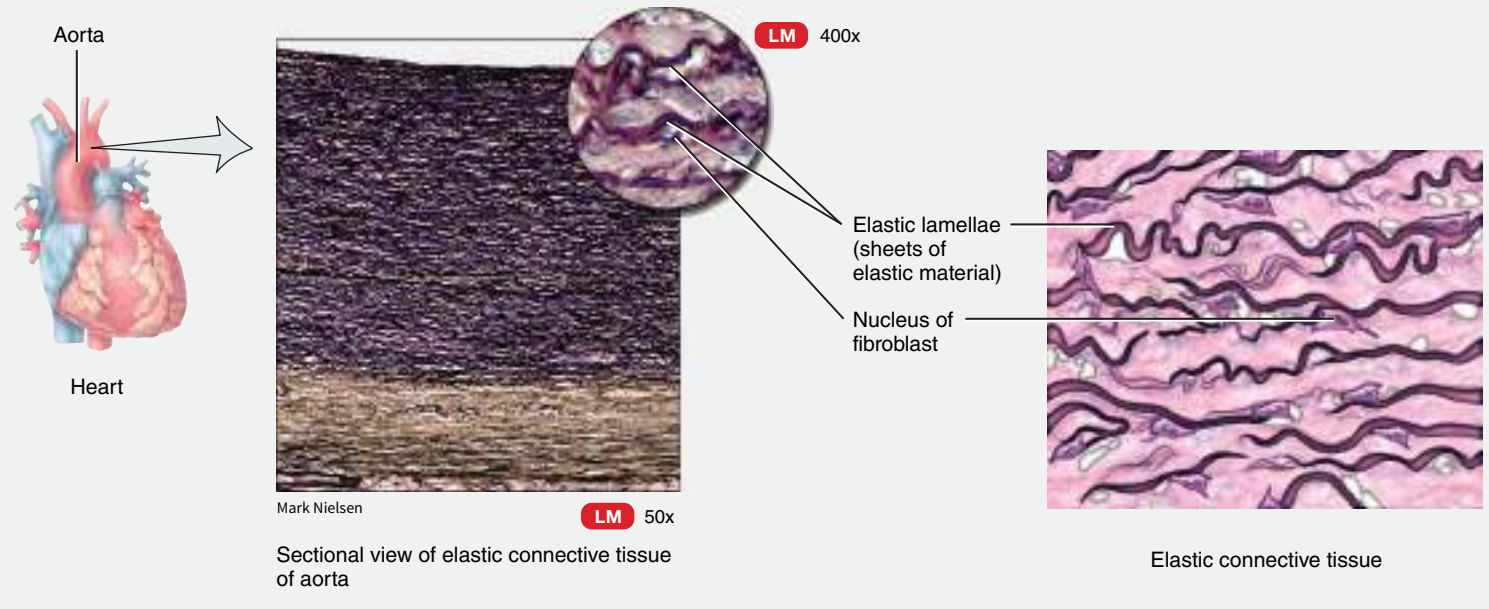 Aorta
Heart
LM 400x
Elastic lamellae
(sheets of
elastic material)
Nucleus of
fibroblast
Mark Nielsen
LM 50x
Sectional view of elastic connective tissue
of aorta
Elastic connective tissue